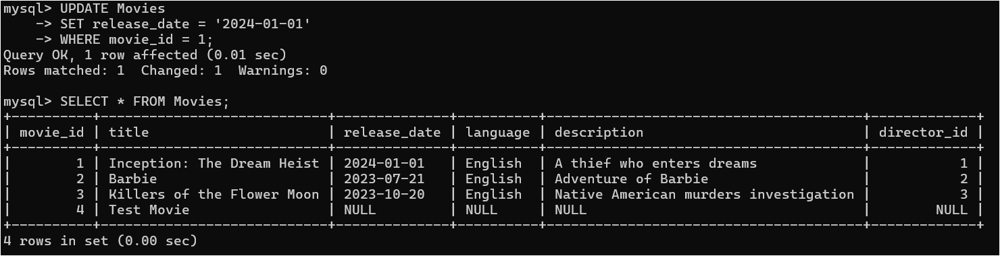 mysql> UPDATE Movies
    -> SET release_date = '2024-01-01'
    -> WHERE movie_id = 1;
Query OK, 1 row affected (0.01 sec)
Rows matched: 1  Changed: 1  Warnings: 0

mysql> SELECT * FROM Movies;
+----------+----------------------------+--------------+----------+--------------------------------------+-------------+
| movie_id | title                      | release_date | language | description                          | director_id |
+----------+----------------------------+--------------+----------+--------------------------------------+-------------+
|        1 | Inception: The Dream Heist | 2024-01-01   | English  | A thief who enters dreams            |           1 |
|        2 | Barbie                     | 2023-07-21   | English  | Adventure of Barbie                  |           2 |
|        3 | Killers of the Flower Moon | 2023-10-20   | English  | Native American murders investigation |           3 |
|        4 | Test Movie                 | NULL         | NULL     | NULL                                 |        NULL |
+----------+----------------------------+--------------+----------+--------------------------------------+-------------+
4 rows in set (0.00 sec)